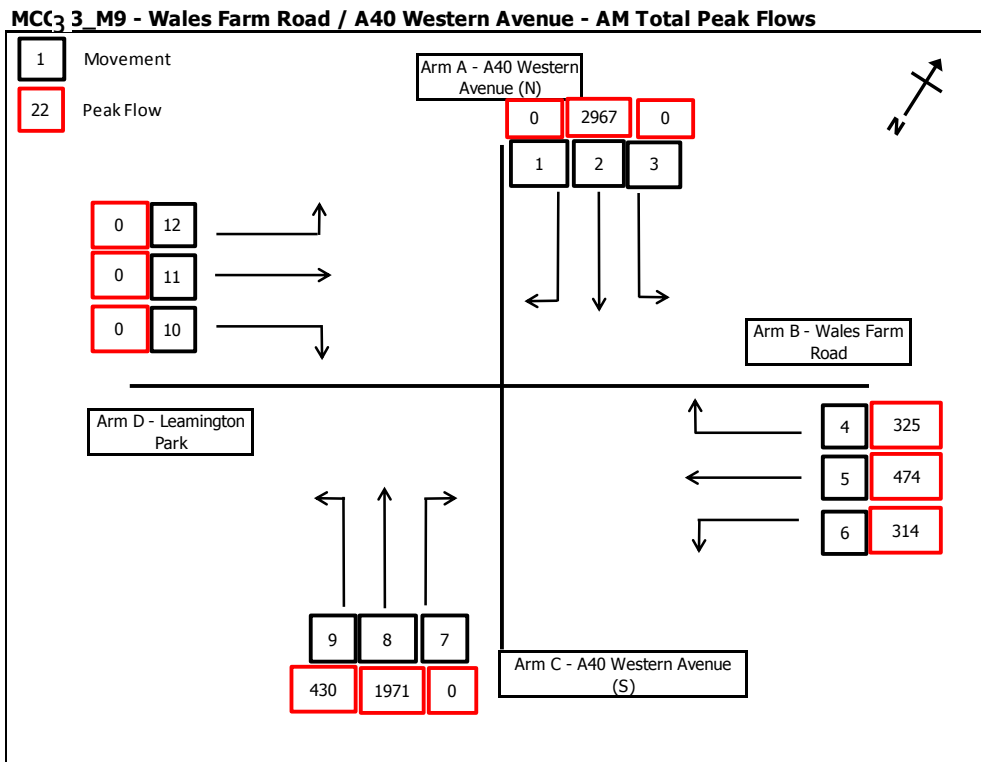 MCC3 3_M9 - Wales Farm Road / A40 Western Avenue - AM Total Peak Flows
1 Movement
22 Peak Flow
Arm A - A40 Western
Avenue (N)
N
0 2967 0
1 2 3
0 12
0 11
0 10
Arm B - Wales Farm
Road
Arm D - Leamington
Park
4 325
5 474
6 314
9 8 7
430 1971 0
Arm C - A40 Western Avenue
(S)